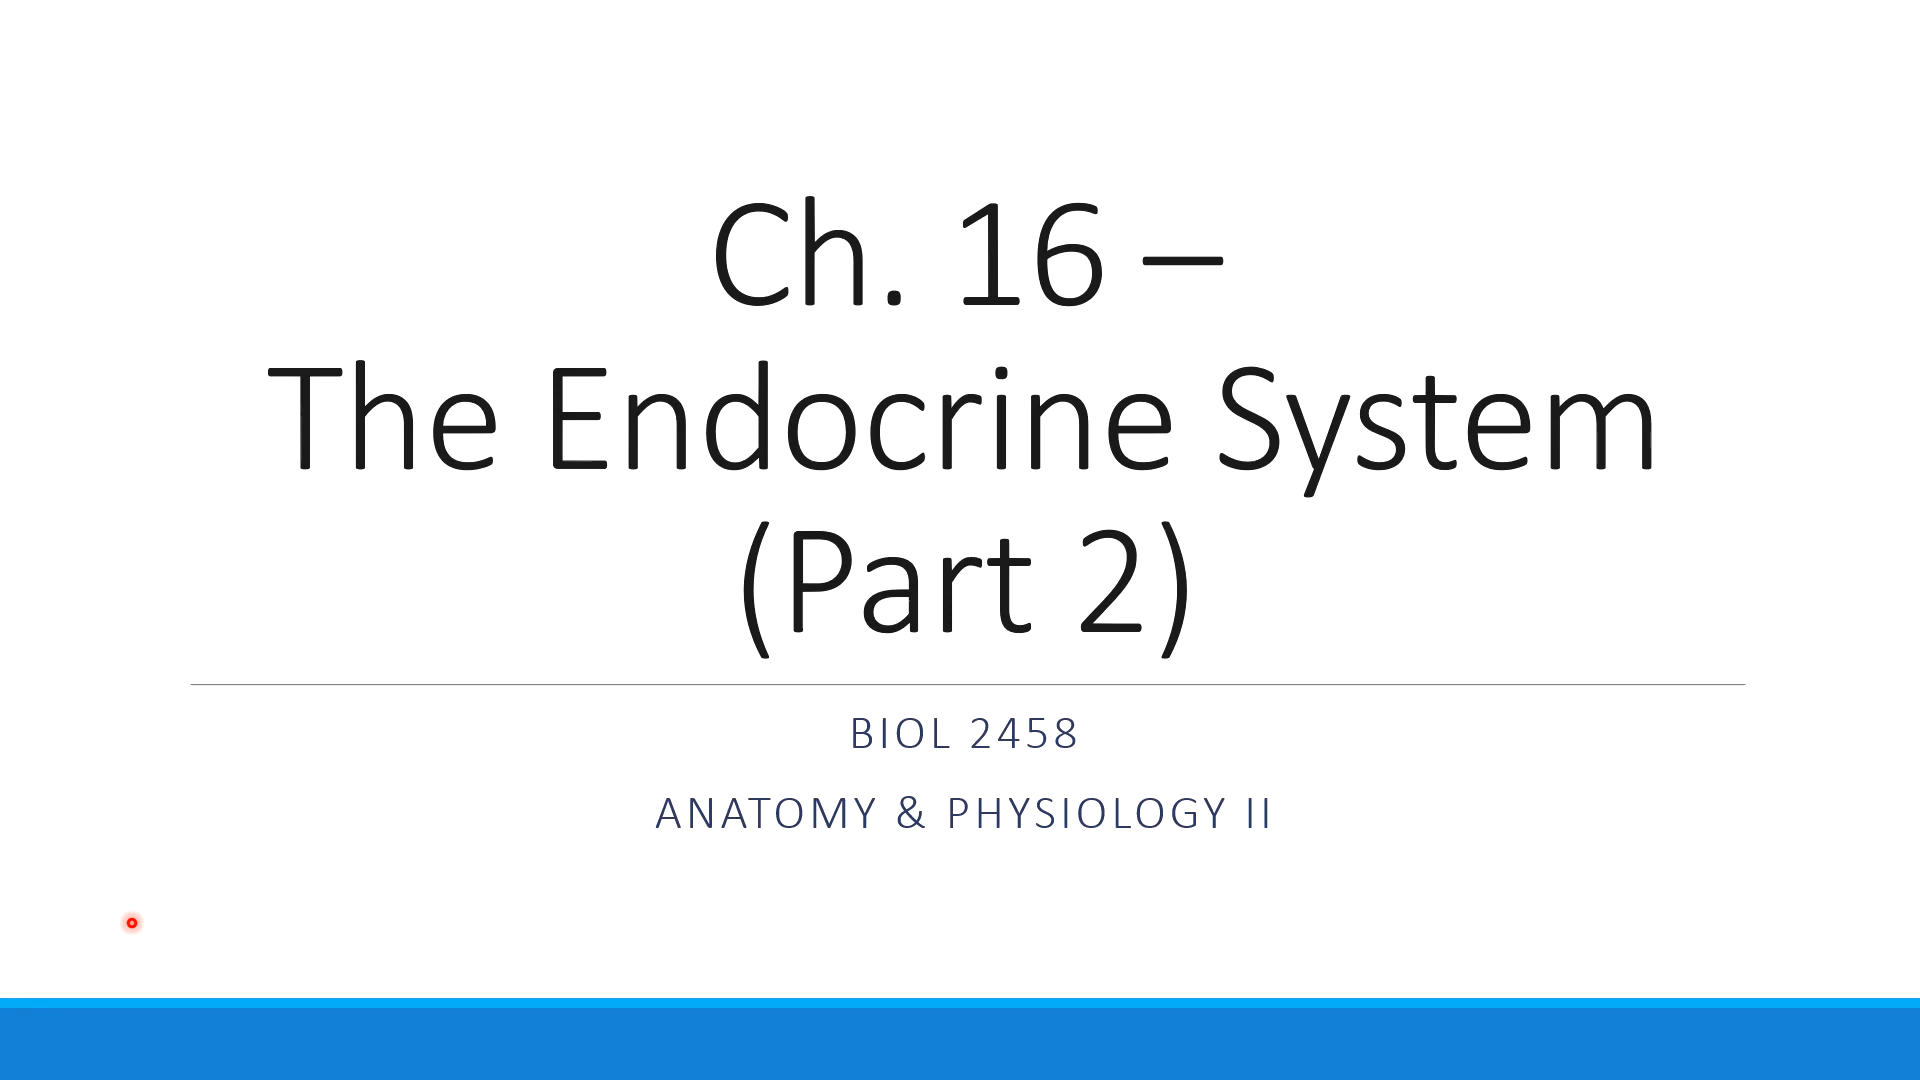 Ch. 16 –
The Endocrine System
(Part 2)
BIOL 2458
ANATOMY & PHYSIOLOGY II